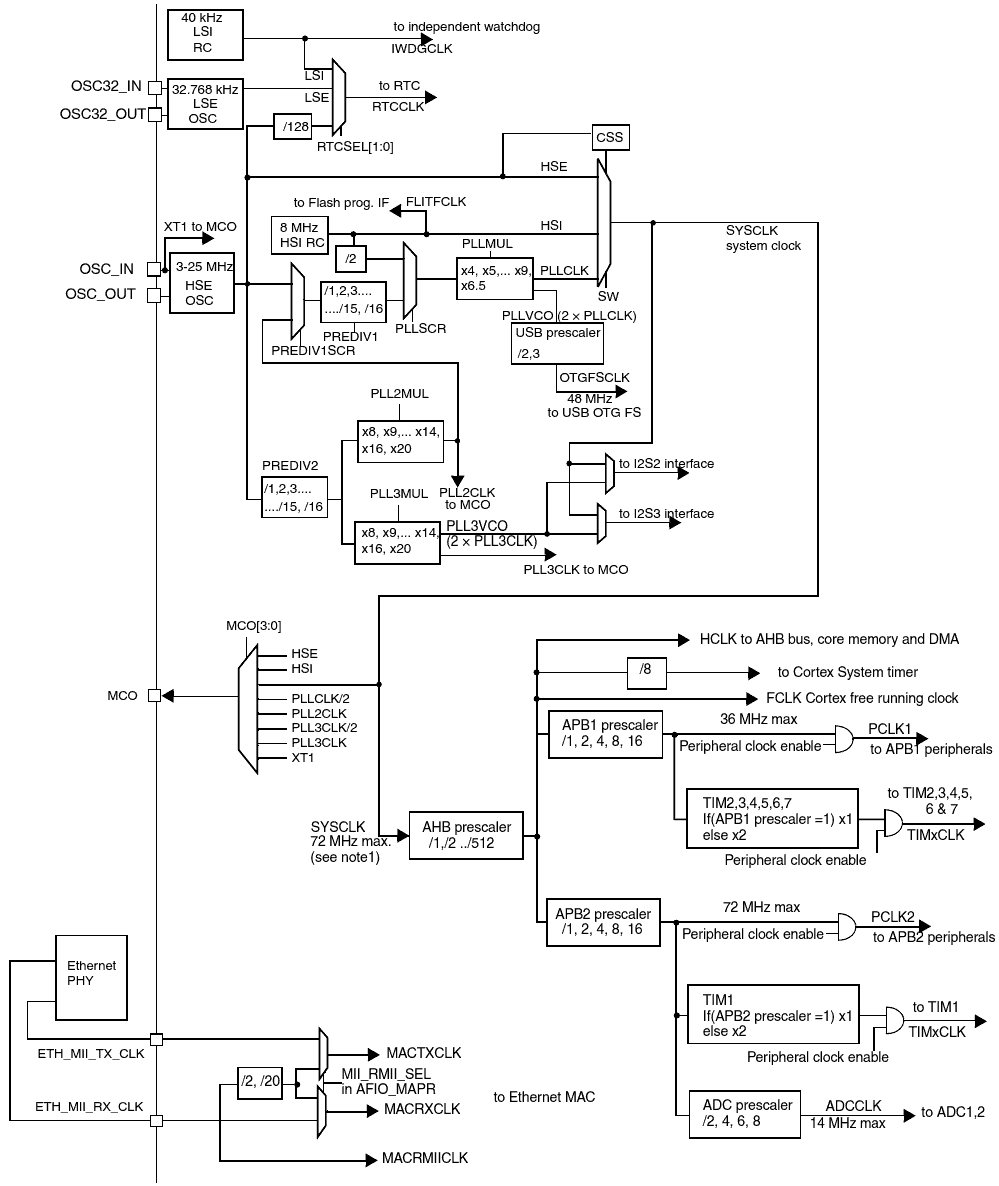 40 kHz
LSI
RC
to independent watchdog
IWDGCLK
OSC32_IN
OSC32_OUT
32.768 kHz
LSE
OSC
LSI
LSE
to RTC
RTCCLK
/128
RTCSEL[1:0]
CSS
HSE
to Flash prog. IF
FLITFCLK
XT1 to MCO
8 MHz
HSI RC
HSI
SYSCLK
system clock
/2
PLLMUL
x4, x5,... x9,
x6.5
PLLCLK
SW
OSC_IN
OSC_OUT
3-25 MHz
HSE
OSC
/1,2,3....
..../15, /16
PREDIV1
PREDIV1SCR
PLLSCR
PLLVCO (2 × PLLCLK)
USB prescaler
/2,3
OTGFSCLK
48 MHz
to USB OTG FS
PLL2MUL
x8, x9,... x14,
x16, x20
PLL2CLK
to MCO
PREDIV2
/1,2,3....
..../15, /16
PLL3MUL
x8, x9,... x14,
x16, x20
PLL3VCO
(2 × PLL3CLK)
PLL3CLK to MCO
to I2S2 interface
to I2S3 interface
MCO[3:0]
HSE
HSI
PLLCLK/2
PLL2CLK
PLL3CLK/2
PLL3CLK
XT1
MCO
HCLK to AHB bus, core memory and DMA
/8
to Cortex System timer
FCLK Cortex free running clock
APB1 prescaler
/1, 2, 4, 8, 16
36 MHz max
Peripheral clock enable
PCLK1
to APB1 peripherals
TIM2,3,4,5,6,7
If(APB1 prescaler =1) x1
else x2
to TIM2,3,4,5,
6 & 7
TIMxCLK
Peripheral clock enable
SYSCLK
72 MHz max.
(see note1)
AHB prescaler
/1,/2 ../512
APB2 prescaler
/1, 2, 4, 8, 16
72 MHz max
Peripheral clock enable
PCLK2
to APB2 peripherals
TIM1
If(APB2 prescaler =1) x1
else x2
to TIM1
TIMxCLK
Peripheral clock enable
ADC prescaler
/2, 4, 6, 8
ADCCLK
14 MHz max
to ADC1,2
Ethernet
PHY
ETH_MII_TX_CLK
ETH_MII_RX_CLK
/2, /20
MACTXCLK
MII_RMII_SEL
in AFIO_MAPR
MACRXCLK
MACRMIICLK
to Ethernet MAC